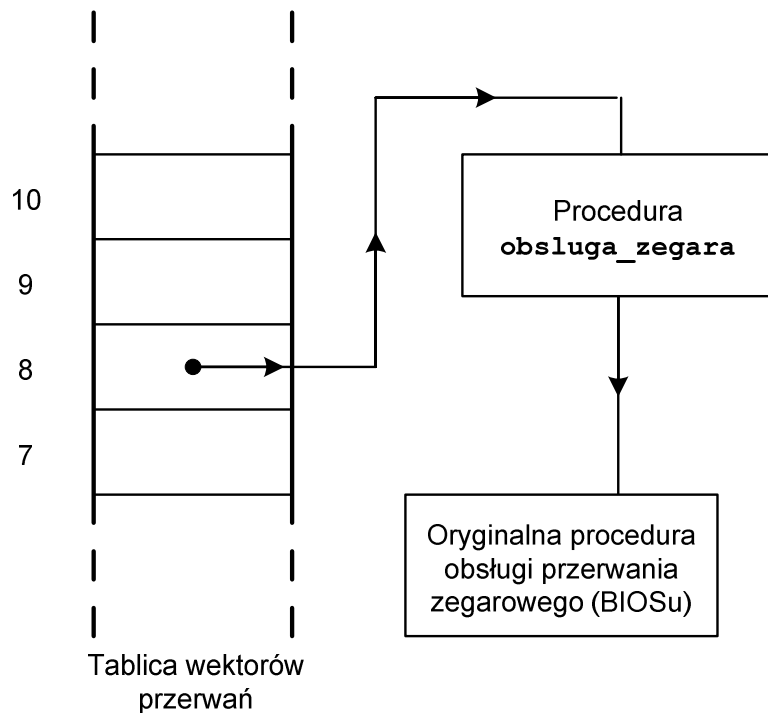 10
9
8
7
Procedura
obsluga_zegara
Oryginalna procedura
obsługi przerwania
zegarowego (BIOSu)
Tablica wektorów
przerwań